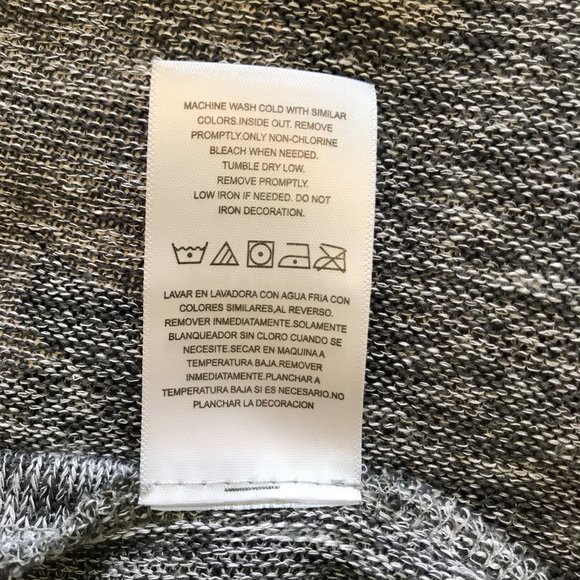 MACHINE WASH COLD WITH SIMILAR
COLORS.INSIDE OUT. REMOVE
PROMPTLY.ONLY NON-CHLORINE
BLEACH WHEN NEEDED.
TUMBLE DRY LOW.
REMOVE PROMPTLY.
LOW IRON IF NEEDED. DO NOT
IRON DECORATION.
LAVAR EN LAVADORA CON AGUA FRIA CON
COLORES SIMILARES,AL REVERSO.
REMOVER INMEDIATAMENTE.SOLAMENTE
BLANQUEADOR SIN CLORO CUANDO SE
NECESITE.SECAR EN MAQUINA A
TEMPERATURA BAJA.REMOVER
INMEDIATAMENTE.PLANCHAR A
TEMPERATURA BAJA SI ES NECESARIO.NO
PLANCHAR LA DECORACION